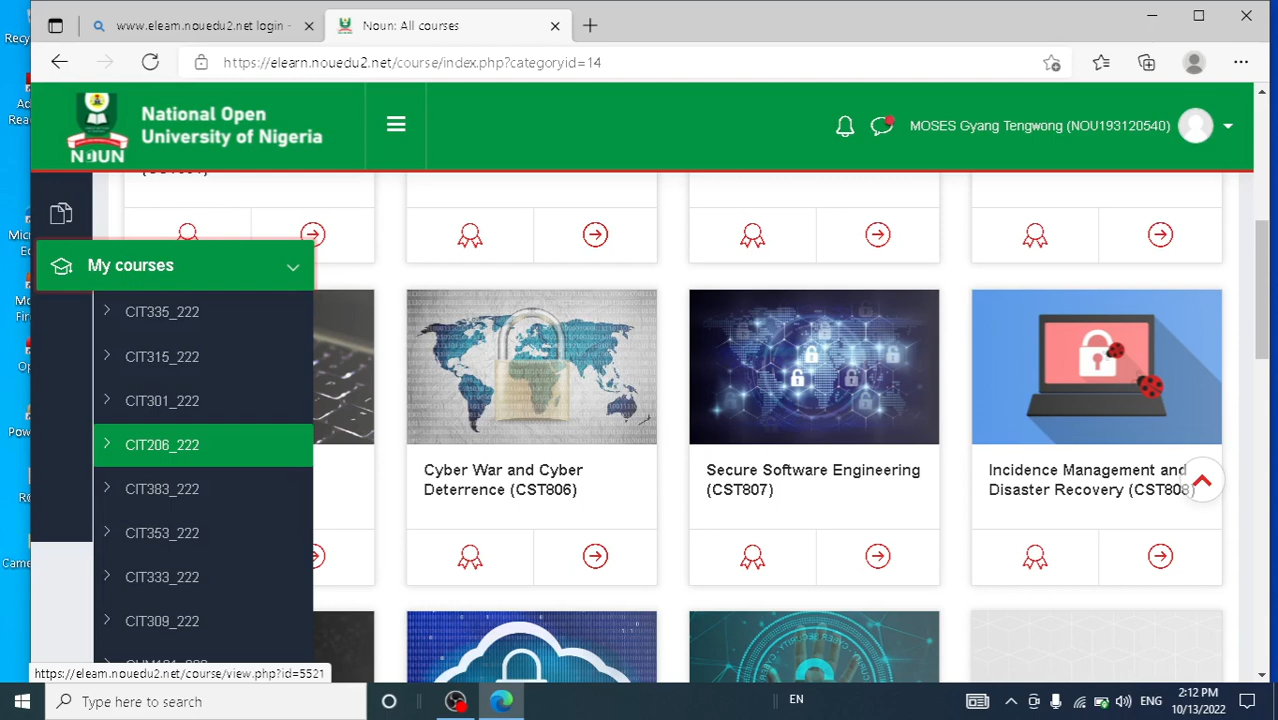 www.elearn.nouedu2.net login -
Noun: All courses
https://elearn.nouedu2.net/course/index.php?categoryid=14
National Open
University of Nigeria
NOUN
MOSES Gyang Tengwong (NOU193120540)
My courses
CIT335_222
CIT315_222
CIT301_222
CIT206_222
CIT383_222
CIT353_222
CIT333_222
CIT309_222
Cyber War and Cyber
Deterrence (CST806)
Secure Software Engineering
(CST807)
Incidence Management and
Disaster Recovery (CST808)
https://elearn.nouedu2.net/course/view.php?id=5521
Type here to search
EN
ENG
2:12 PM
10/13/2022